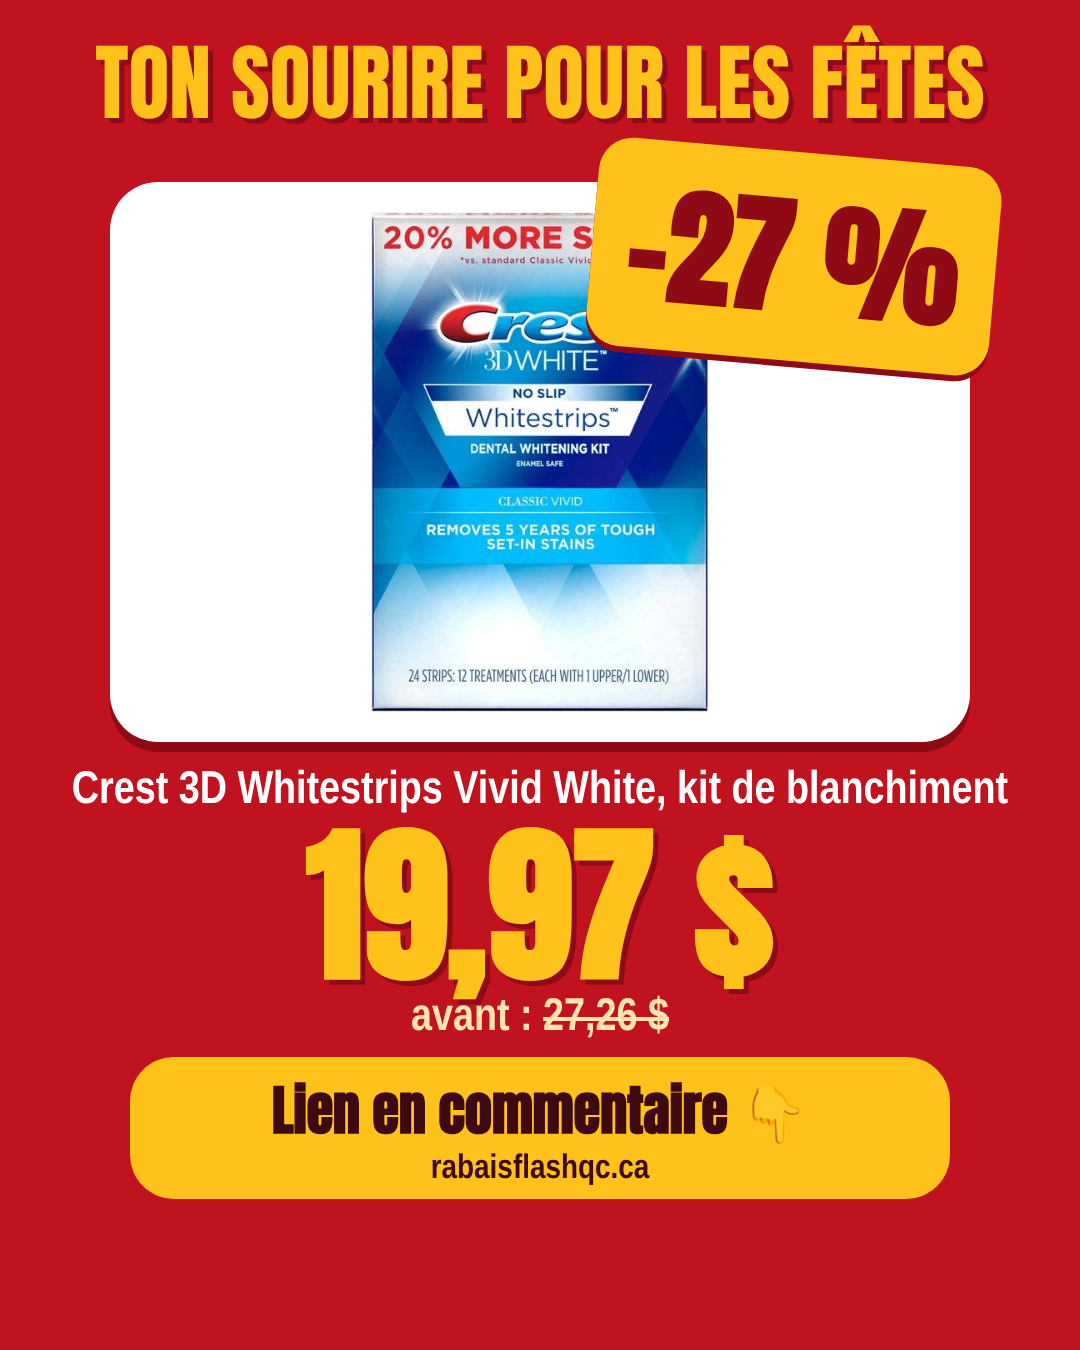 TON SOURIRE POUR LES FÊTES
-27 %
20% MORE
*vs. standard Classic
Crest
3DWHITE™
NO SLIP
Whitestrips™
DENTAL WHITENING KIT
ENAMEL SAFE
CLASSIC VIVID
REMOVES 5 YEARS OF TOUGH
SET-IN STAINS
24 STRIPS: 12 TREATMENTS (EACH WITH 1 UPPER/1 LOWER)
Crest 3D Whitestrips Vivid White, kit de blanchiment
19,97 $
avant : 27,26 $
Lien en commentaire 👇
rabaisflashqc.ca